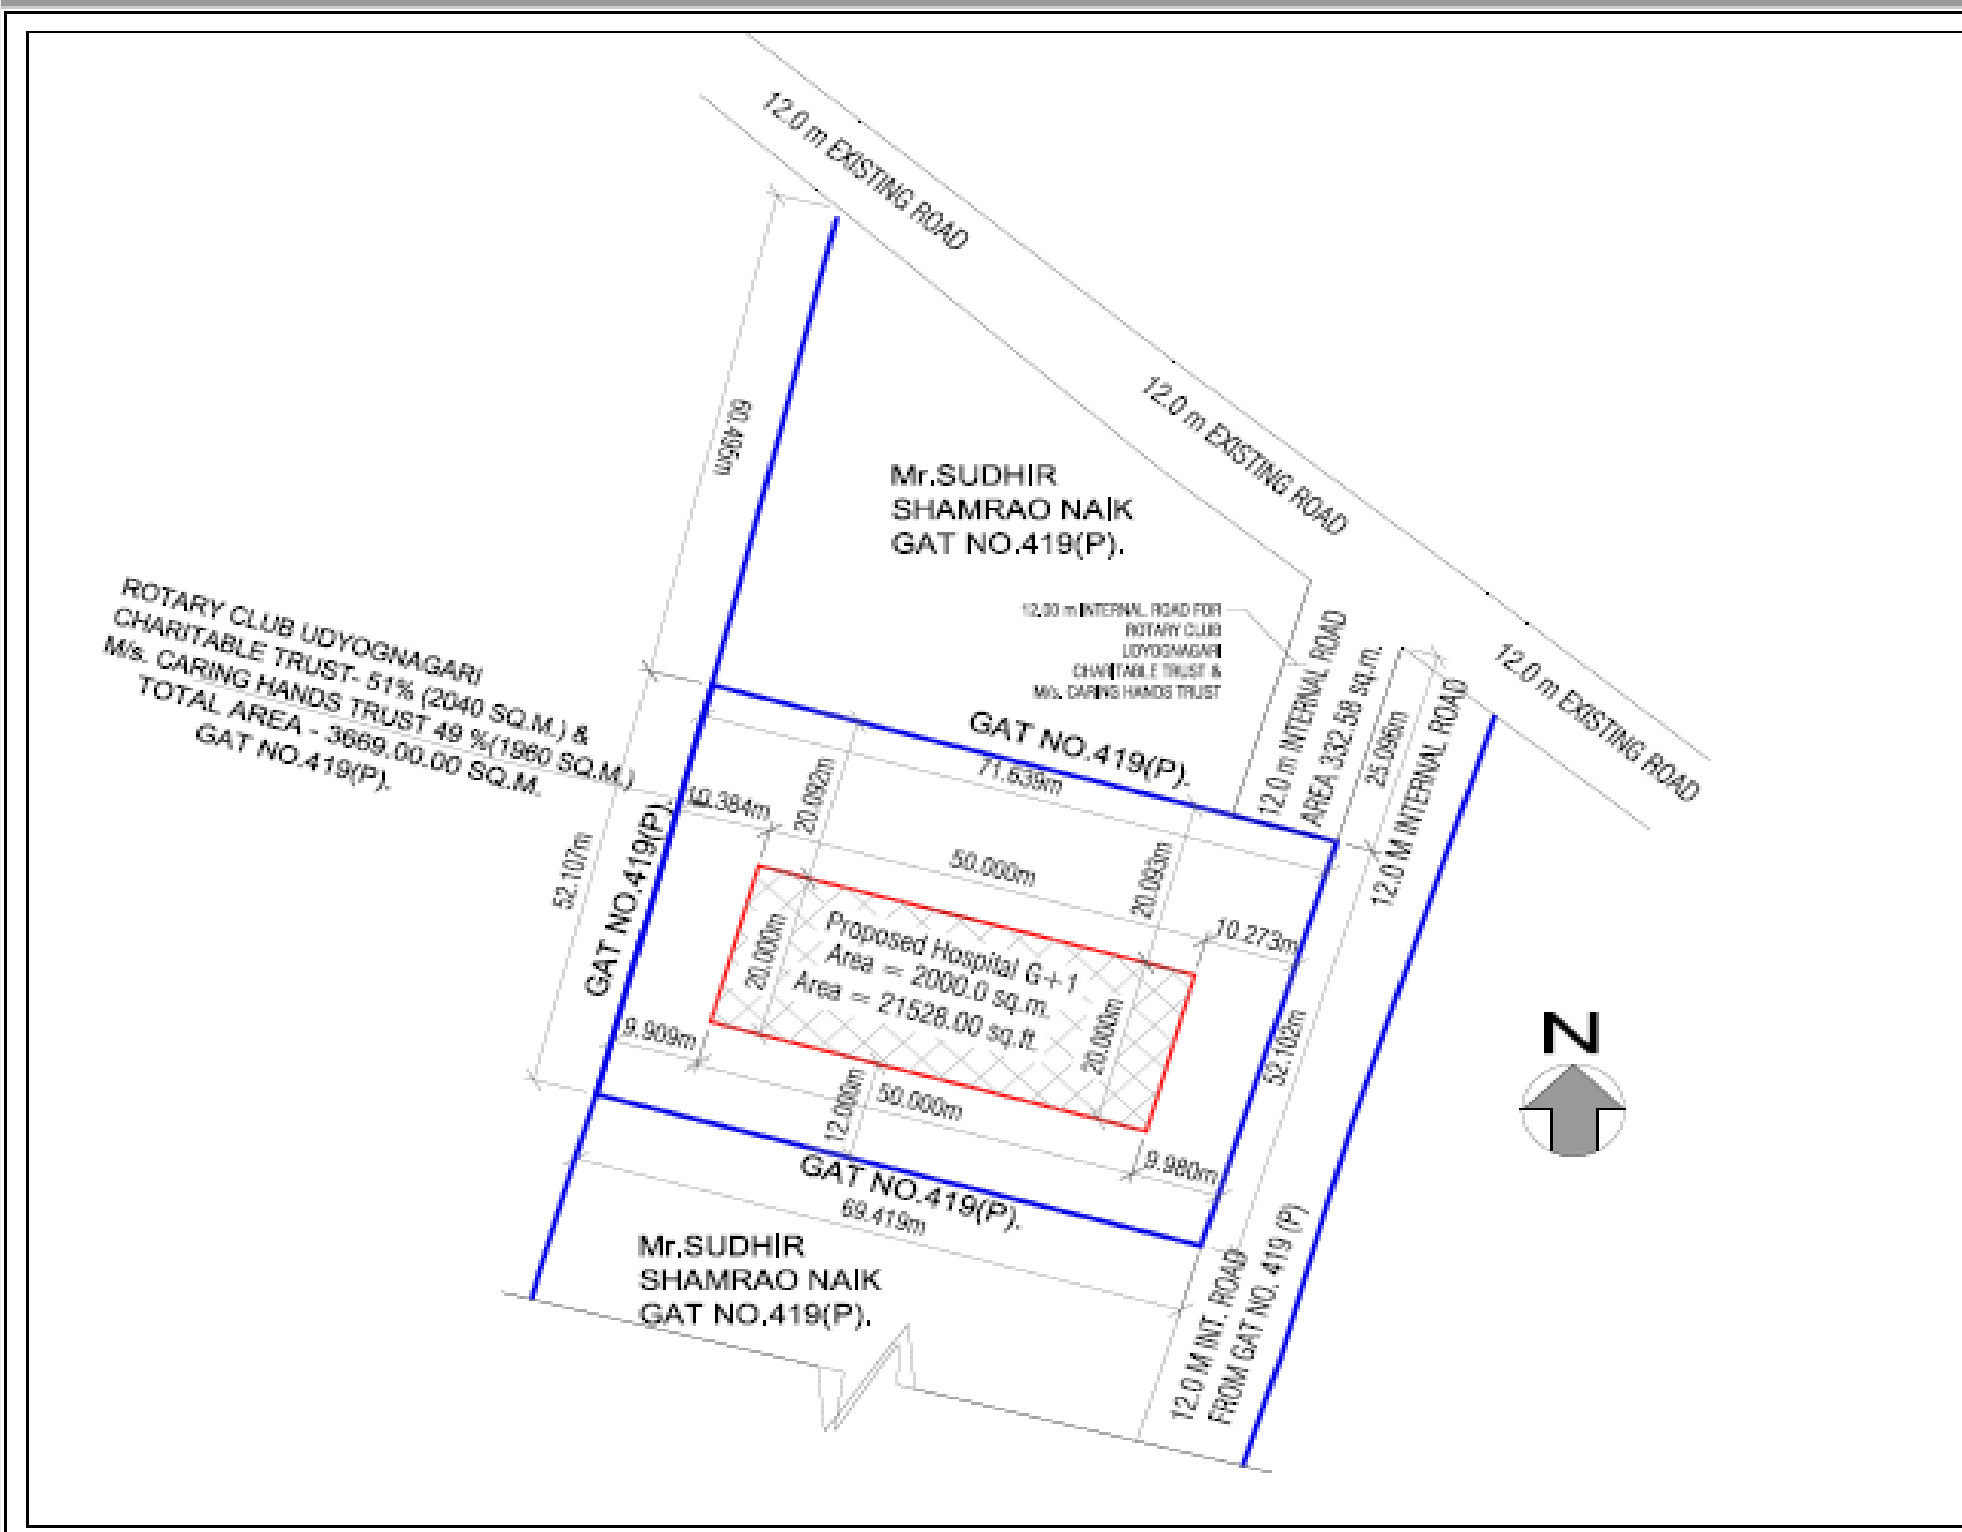 12.0 m EXISTING ROAD
12.0 m EXISTING ROAD
12.0 m EXISTING ROAD
60.495m
Mr.SUDHIR
SHAMRAO NAIK
GAT NO.419(P).
12.00 m INTERNAL ROAD FOR
ROTARY CLUB
UDYOGNAGARI
CHARITABLE TRUST &
M/s. CARING HANDS TRUST
12.0 m INTERNAL ROAD
AREA 332.58 sq.m.
25.096m
12.0 M INTERNAL ROAD
ROTARY CLUB UDYOGNAGARI
CHARITABLE TRUST- 51% (2040 SQ.M.) &
M/s. CARING HANDS TRUST 49 %(1960 SQ.M.)
TOTAL AREA - 3669.00.00 SQ.M.
GAT NO.419(P).
GAT NO.419(P).
71.639m
10.384m
20.092m
50.000m
20.093m
10.273m
52.107m
GAT NO.419(P).
20.000m
Proposed Hospital G+1
Area = 2000.0 sq.m.
Area = 21528.00 sq.ft.
20.000m
52.102m
9.909m
12.000m
50.000m
9.980m
GAT NO.419(P).
69.419m
Mr.SUDHIR
SHAMRAO NAIK
GAT NO.419(P).
12.0 M INT. ROAD
FROM GAT NO. 419 (P)
N